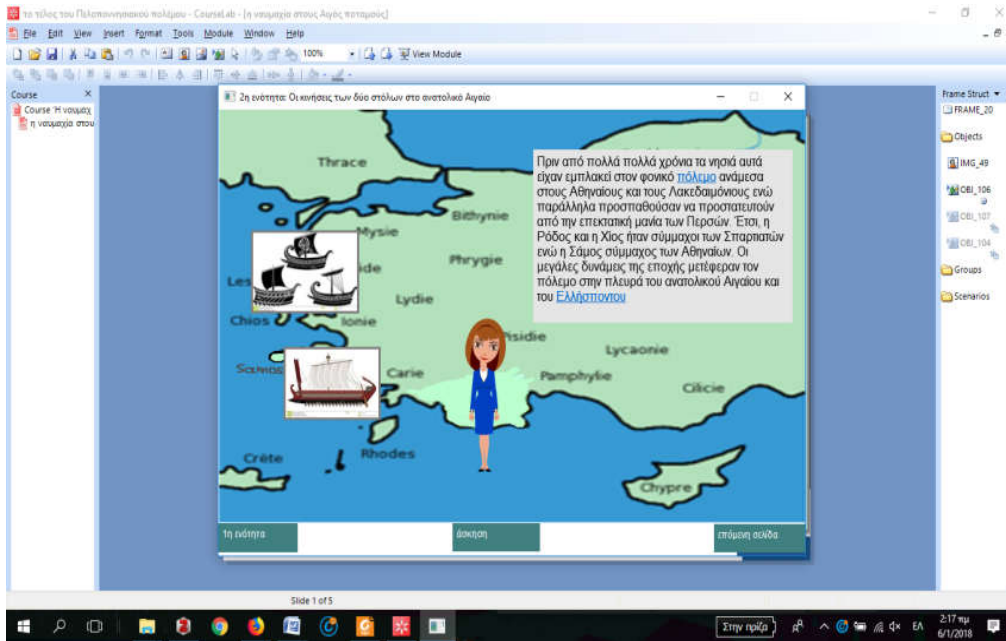 το τέλος του Πελοποννησιακού πολέμου - CourseLab - [η ναυμαχία στους Αιγός ποταμούς]
File Edit View Insert Format Tools Module Window Help
100% View Module
Course
Course 'Η ναυμαχ
η ναυμαχία στου
2η ενότητα: Οι κινήσεις των δύο στόλων στο ανατολικό Αιγαίο
Frame Struct
FRAME_20
Objects
IMG_49
OBJ_106
OBJ_107
OBJ_104
Groups
Scenarios
Πριν από πολλά πολλά χρόνια τα νησιά αυτά
είχαν εμπλακεί στον φονικό πόλεμο ανάμεσα
στους Αθηναίους και τους Λακεδαιμόνιους ενώ
παράλληλα προσπαθούσαν να προστατευτούν
από την επεκτατική μανία των Περσών. Έτσι, η
Ρόδος και η Χίος ήταν σύμμαχοι των Σπαρτιατών
ενώ η Σάμος σύμμαχος των Αθηναίων. Οι
μεγάλες δυνάμεις της εποχής μετέφεραν τον
πόλεμο στην πλευρά του ανατολικού Αιγαίου και
του Ελλήσποντου
Thrace
Bithynie
Mysie
ide
Phrygie
Les
Lydie
Chios
Ionie
isidie
Lycaonie
Samos
Carie
Pamphylie
Cilicie
Rhodes
Crète
Chypre
1η ενότητα
άσκηση
επόμενη σελίδα
Slide 1 of 5
Στην πρίζα
ΕΛ
2:17 πμ
6/1/2018